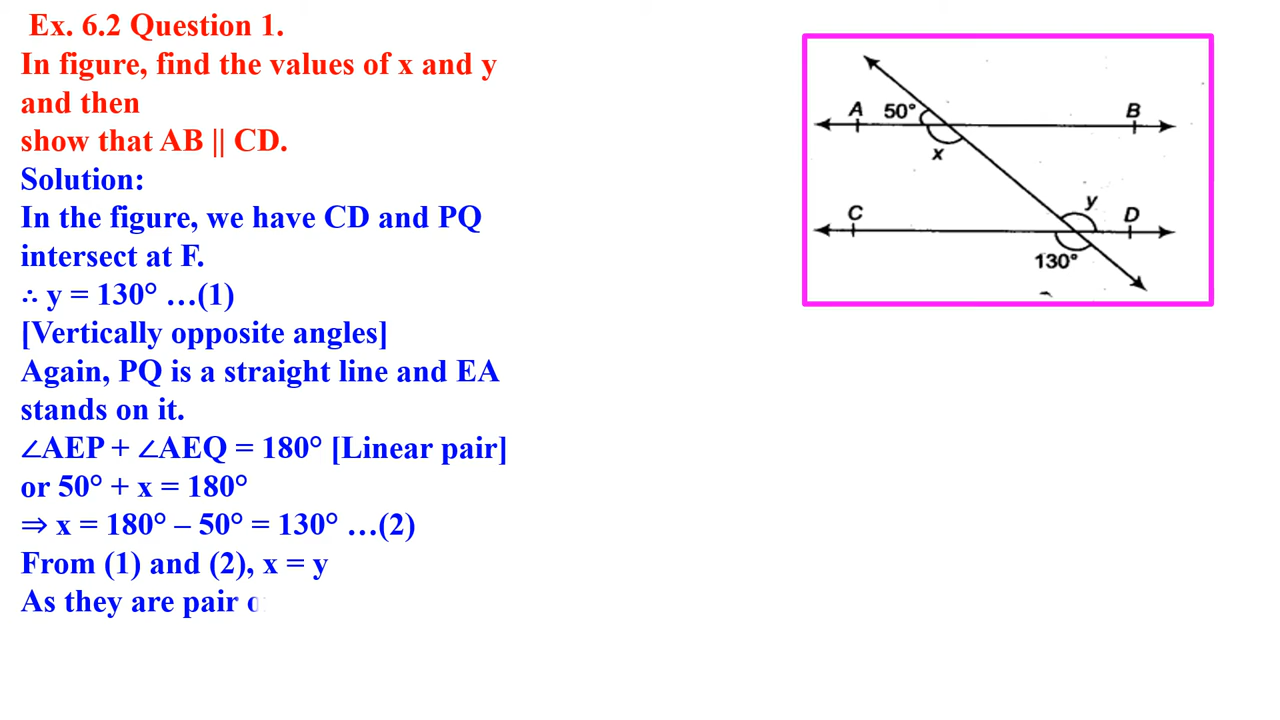 Ex. 6.2 Question 1.
In figure, find the values of x and y
and then
show that AB || CD.
Solution:
In the figure, we have CD and PQ
intersect at F.
∴ y = 130° …(1)
[Vertically opposite angles]
Again, PQ is a straight line and EA
stands on it.
∠AEP + ∠AEQ = 180° [Linear pair]
or 50° + x = 180°
⇒ x = 180° – 50° = 130° …(2)
From (1) and (2), x = y
As they are pair o
A 50° B
x
y
C D
130°